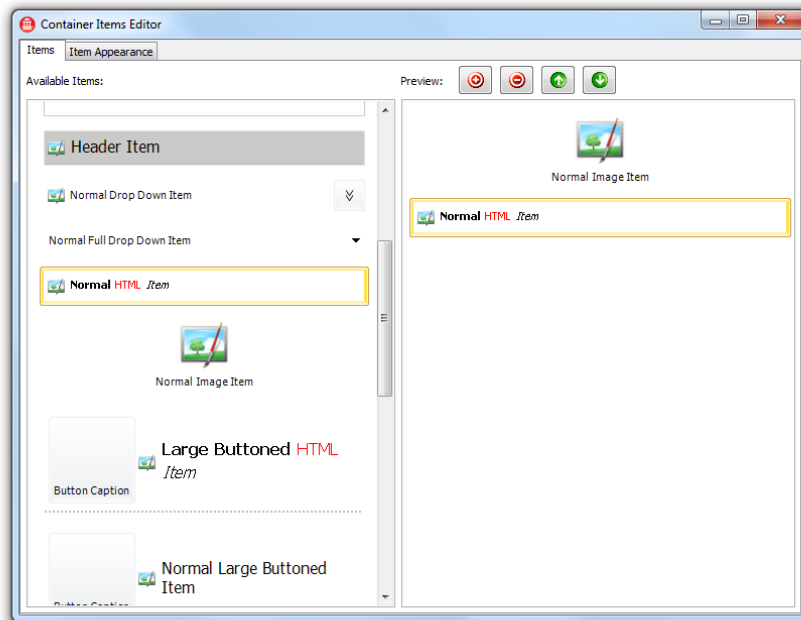 Container Items Editor
Items
Item Appearance
Available Items:
Preview:
Header Item
Normal Drop Down Item
Normal Full Drop Down Item
Normal HTML Item
Normal Image Item
Button Caption
Large Buttoned HTML
Item
Normal Large Buttoned
Item
Button Caption
Normal Image Item
Normal HTML Item